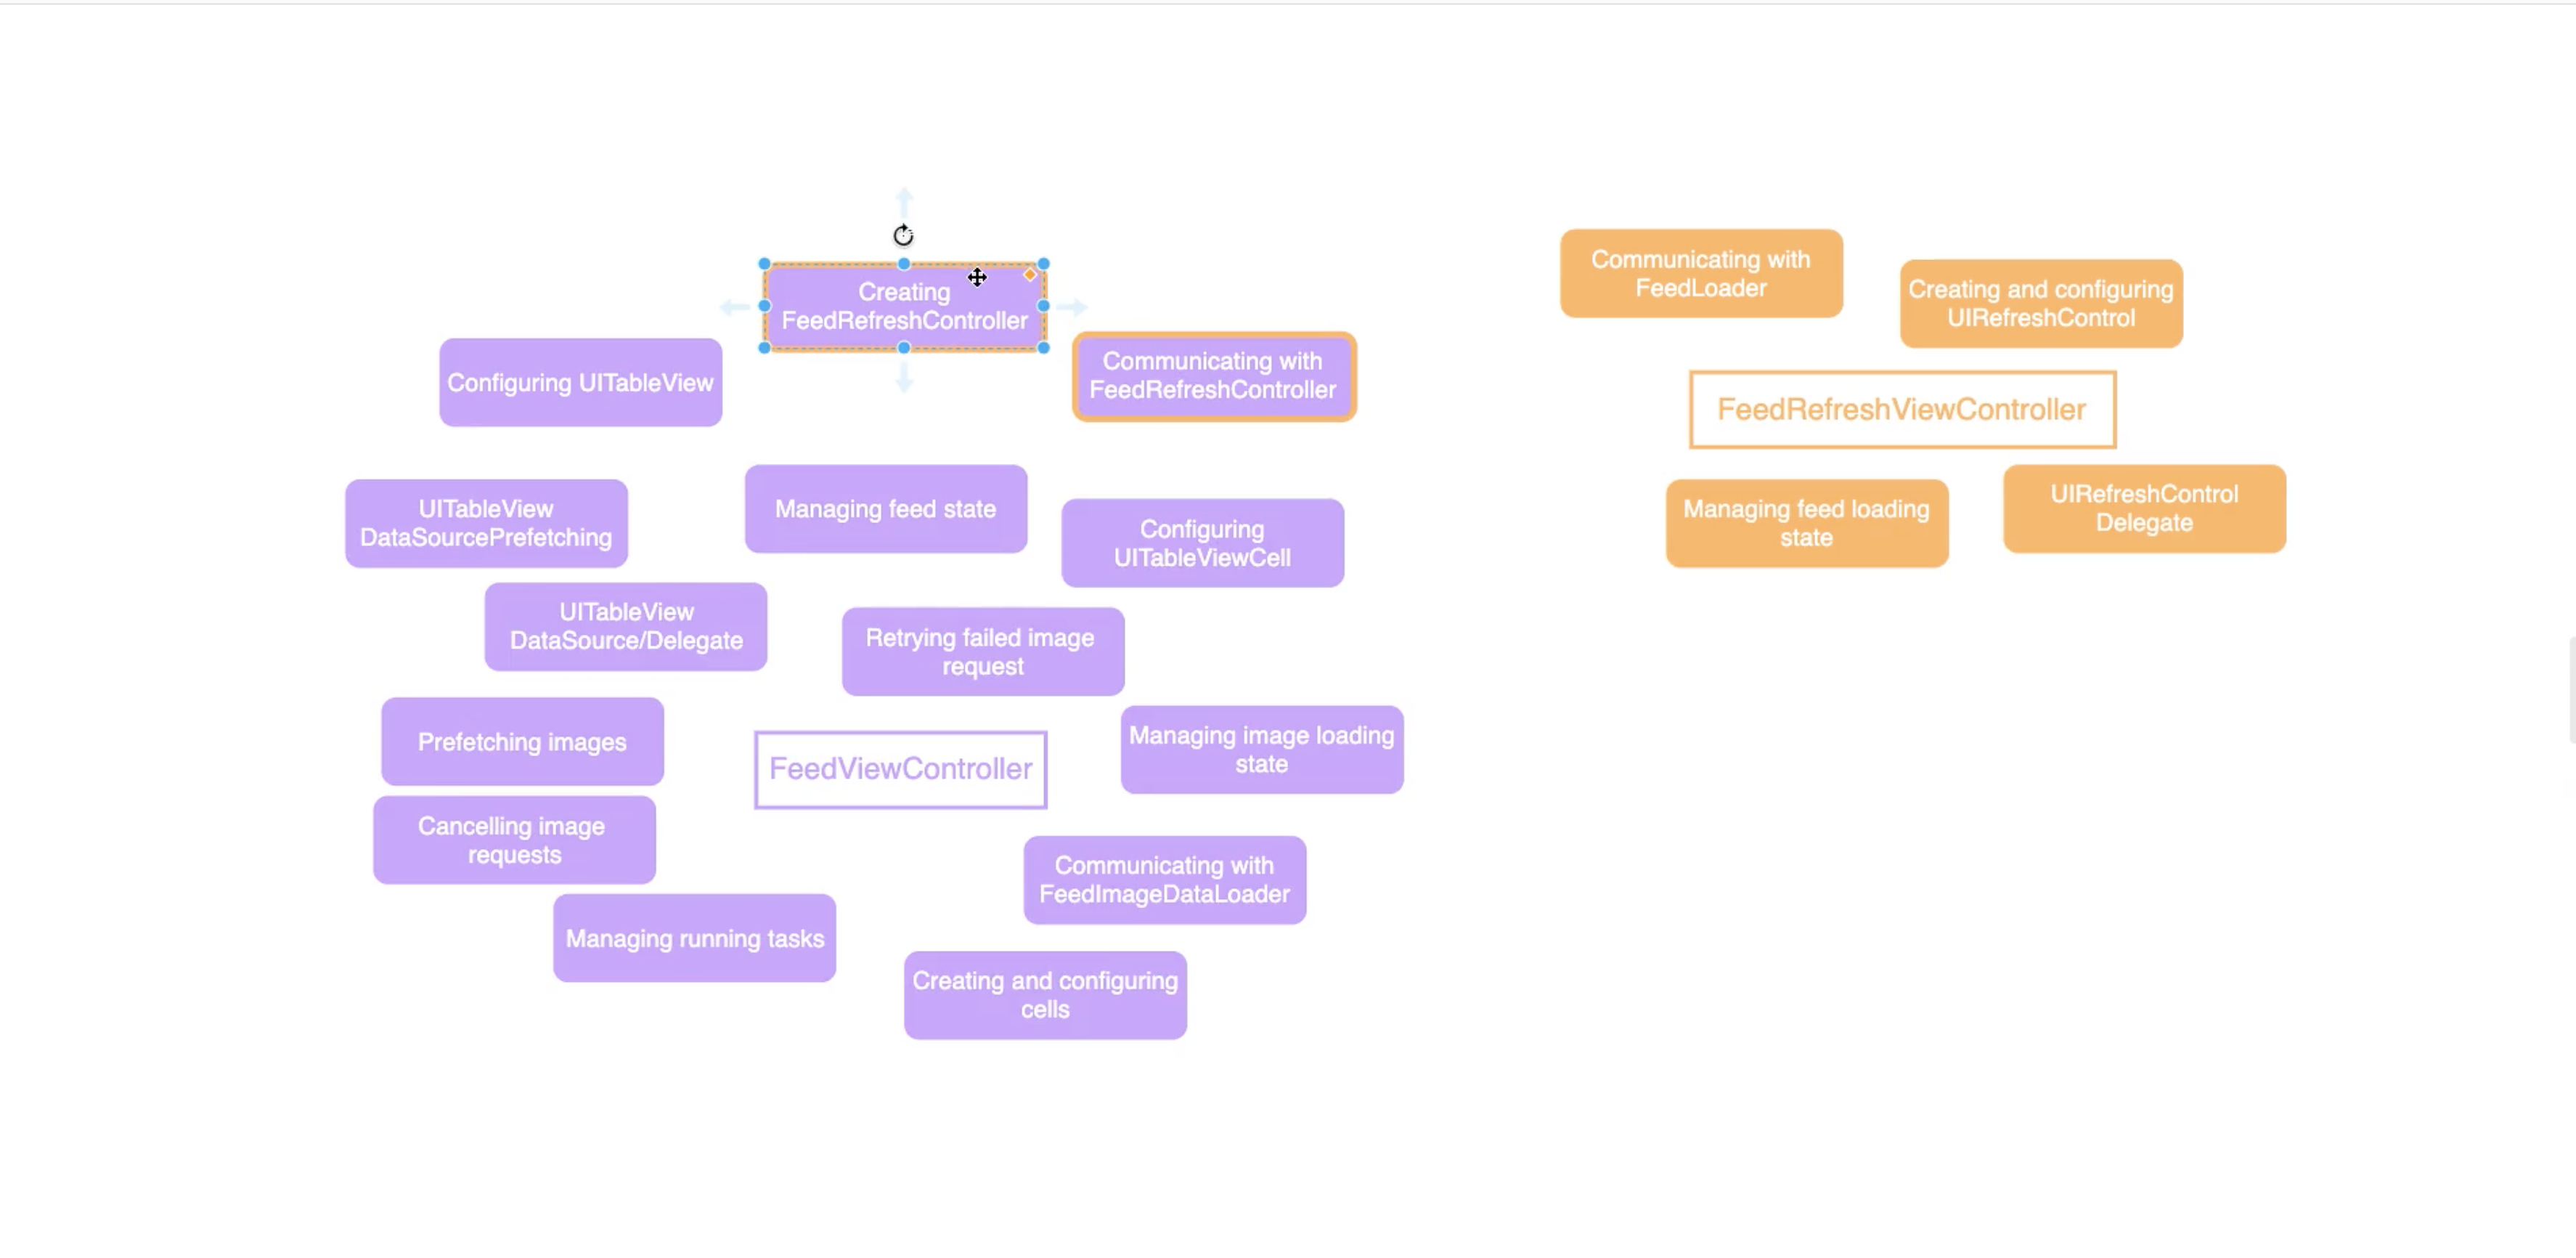 Creating
FeedRefreshController
Configuring UITableView
Communicating with
FeedRefreshController
UITableView
DataSourcePrefetching
Managing feed state
Configuring
UITableViewCell
UITableView
DataSource/Delegate
Retrying failed image
request
Prefetching images
FeedViewController
Managing image loading
state
Cancelling image
requests
Communicating with
FeedImageDataLoader
Managing running tasks
Creating and configuring
cells
Communicating with
FeedLoader
Creating and configuring
UIRefreshControl
FeedRefreshViewController
Managing feed loading
state
UIRefreshControl
Delegate